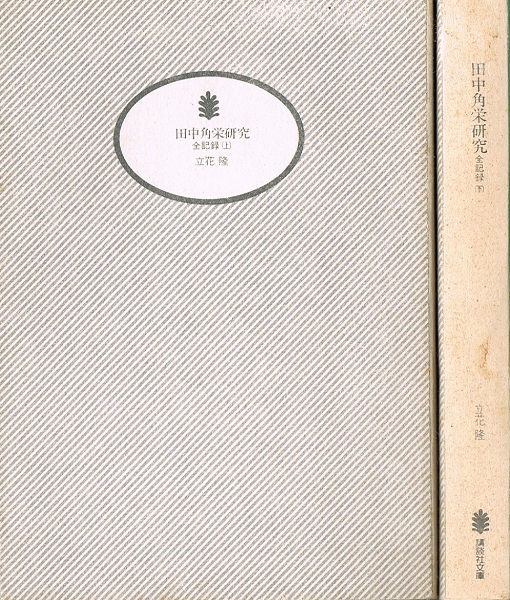 田中角栄研究
全記録(上)
立花 隆
田中角栄研究
全記録(下)
立花 隆
講談社文庫